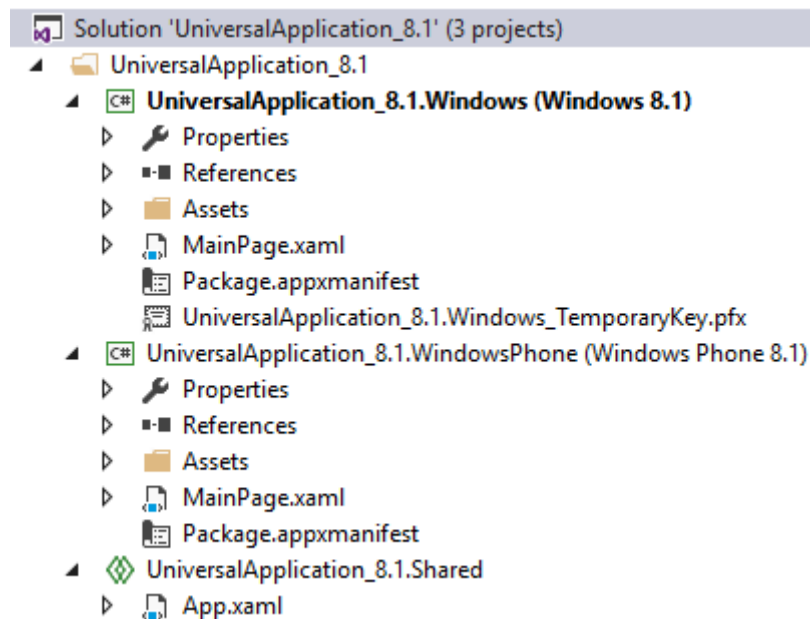 Solution 'UniversalApplication_8.1' (3 projects)
UniversalApplication_8.1
C# UniversalApplication_8.1.Windows (Windows 8.1)
Properties
References
Assets
MainPage.xaml
Package.appxmanifest
UniversalApplication_8.1.Windows_TemporaryKey.pfx
C# UniversalApplication_8.1.WindowsPhone (Windows Phone 8.1)
Properties
References
Assets
MainPage.xaml
Package.appxmanifest
UniversalApplication_8.1.Shared
App.xaml